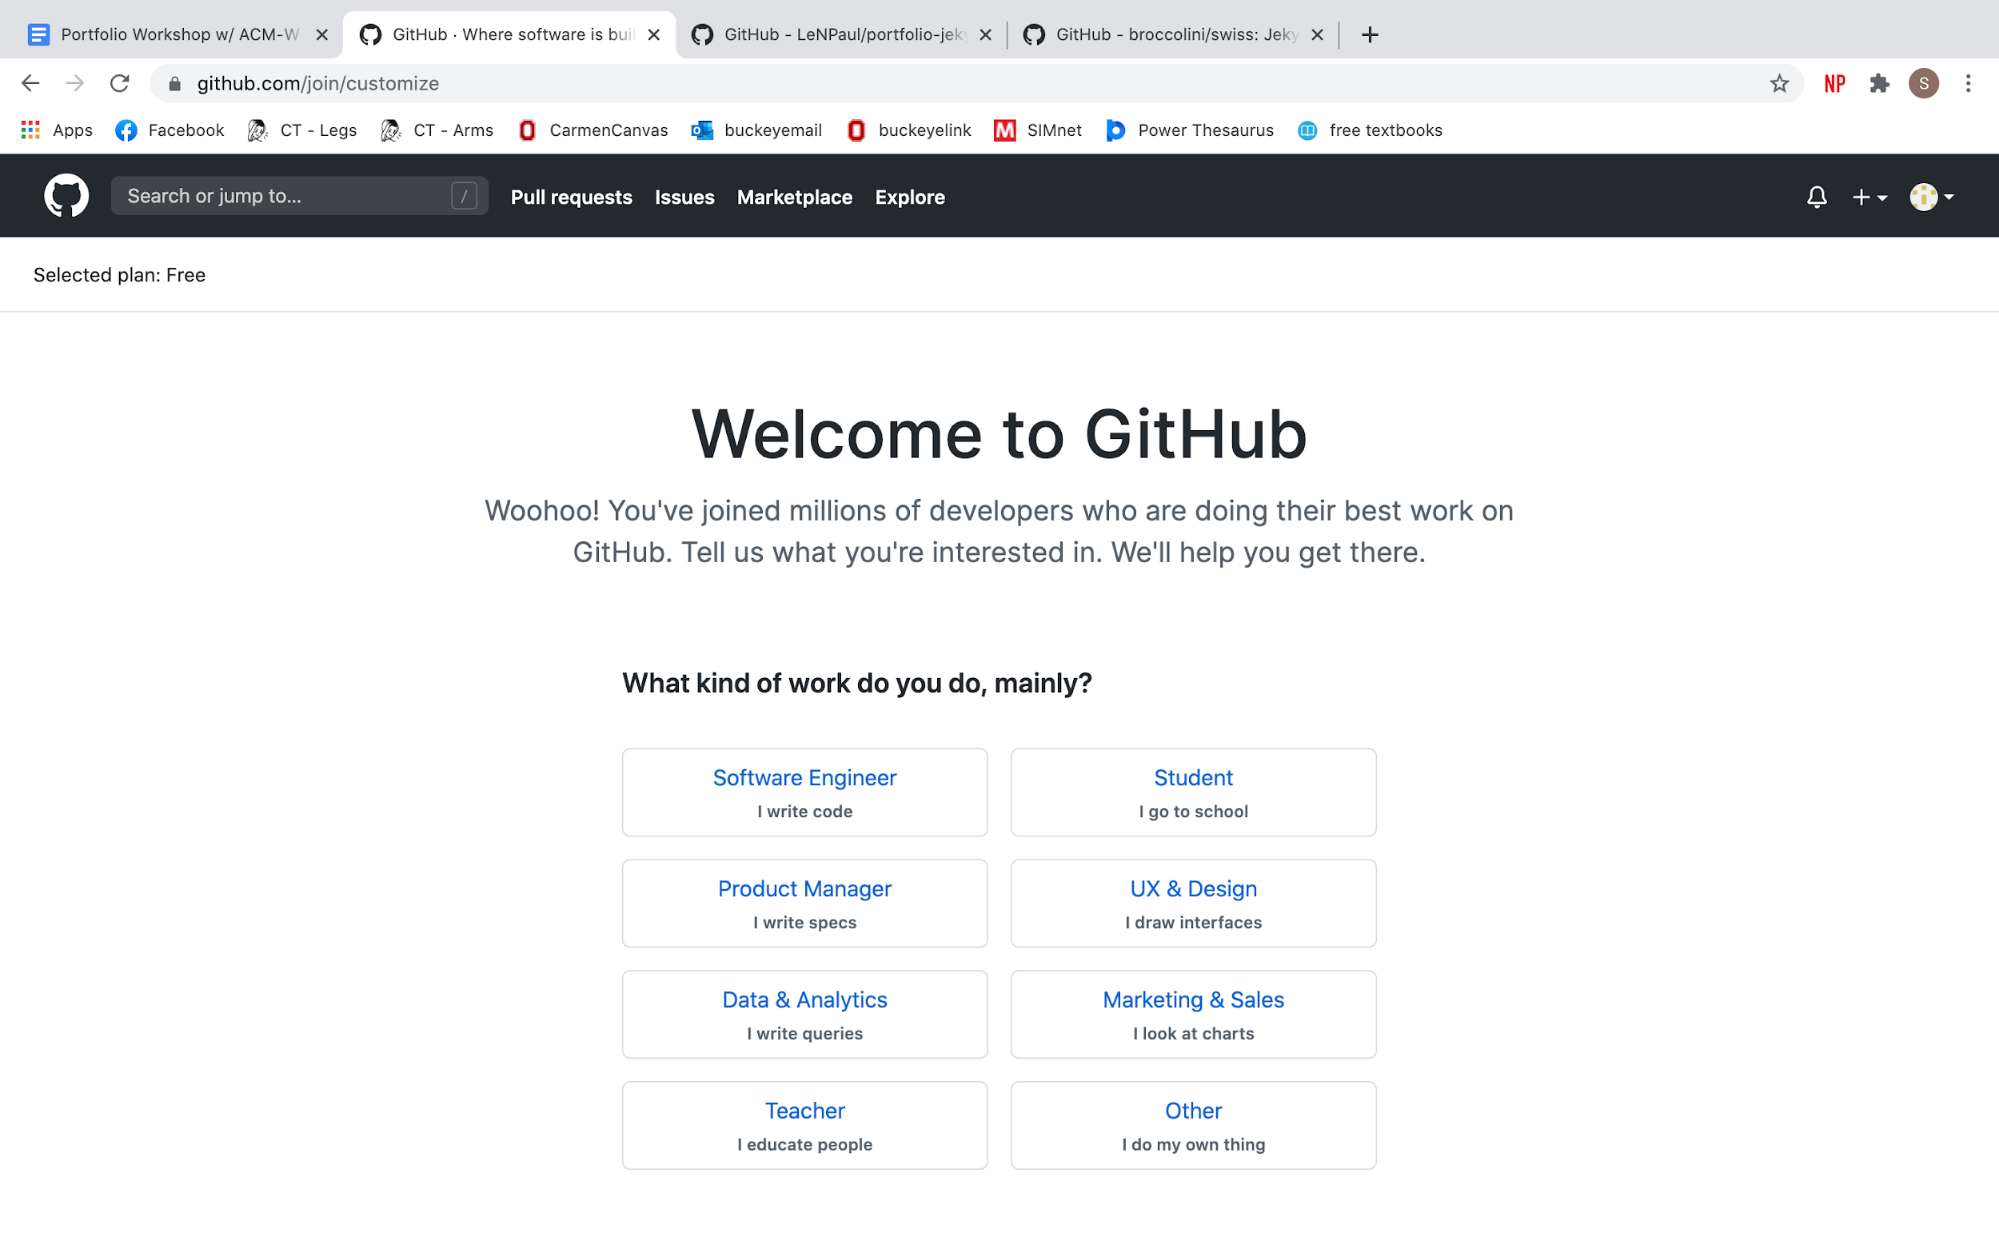 Portfolio Workshop w/ ACM-W
GitHub · Where software is buil
GitHub - LeNPaul/portfolio-jeky
GitHub - broccolini/swiss: Jeky
github.com/join/customize
NP
S
Apps
Facebook
CT - Legs
CT - Arms
CarmenCanvas
buckeyemail
buckeyelink
SIMnet
Power Thesaurus
free textbooks
Search or jump to...
/
Pull requests
Issues
Marketplace
Explore
Selected plan: Free
Welcome to GitHub
Woohoo! You've joined millions of developers who are doing their best work on
GitHub. Tell us what you're interested in. We'll help you get there.
What kind of work do you do, mainly?
Software Engineer
I write code
Student
I go to school
Product Manager
I write specs
UX & Design
I draw interfaces
Data & Analytics
I write queries
Marketing & Sales
I look at charts
Teacher
I educate people
Other
I do my own thing